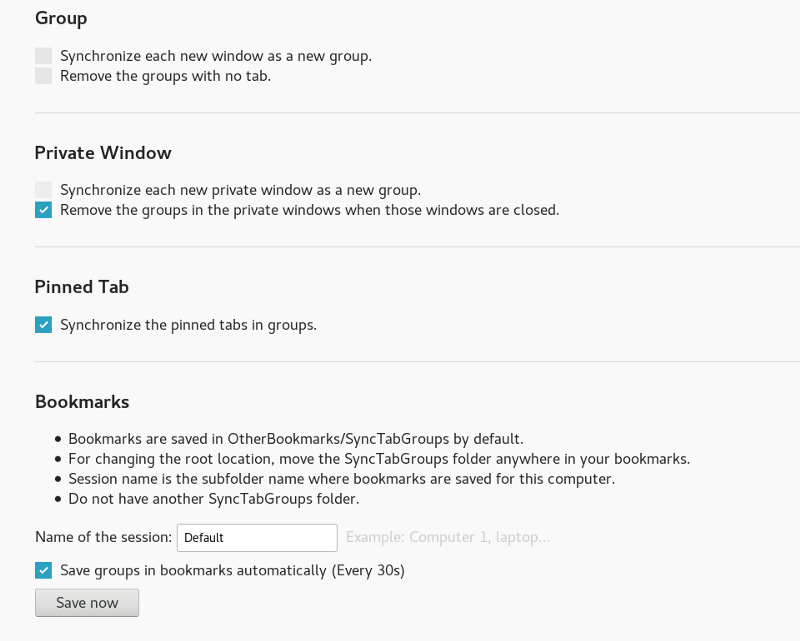 Group
Synchronize each new window as a new group.
Remove the groups with no tab.
Private Window
Synchronize each new private window as a new group.
Remove the groups in the private windows when those windows are closed.
Pinned Tab
Synchronize the pinned tabs in groups.
Bookmarks
• Bookmarks are saved in OtherBookmarks/SyncTabGroups by default.
• For changing the root location, move the SyncTabGroups folder anywhere in your bookmarks.
• Session name is the subfolder name where bookmarks are saved for this computer.
• Do not have another SyncTabGroups folder.
Name of the session: Default Example: Computer 1, laptop...
Save groups in bookmarks automatically (Every 30s)
Save now